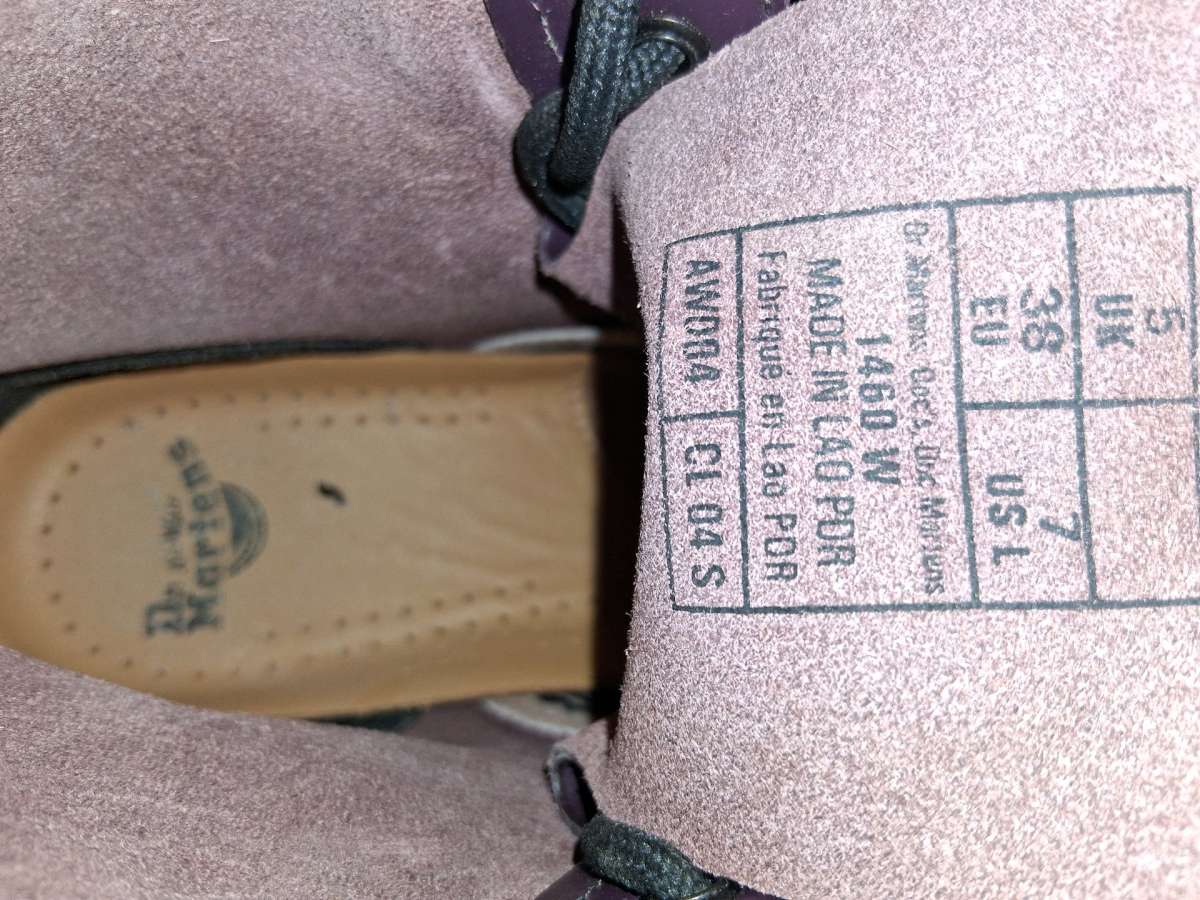 5
UK
38
EU
7
US L
Dr Martens, Doc's, Doc Martens
1460 W
MADE IN LAO PDR
Fabriqué en Lao PDR
AW004
CL 04 S
Dr. Martens